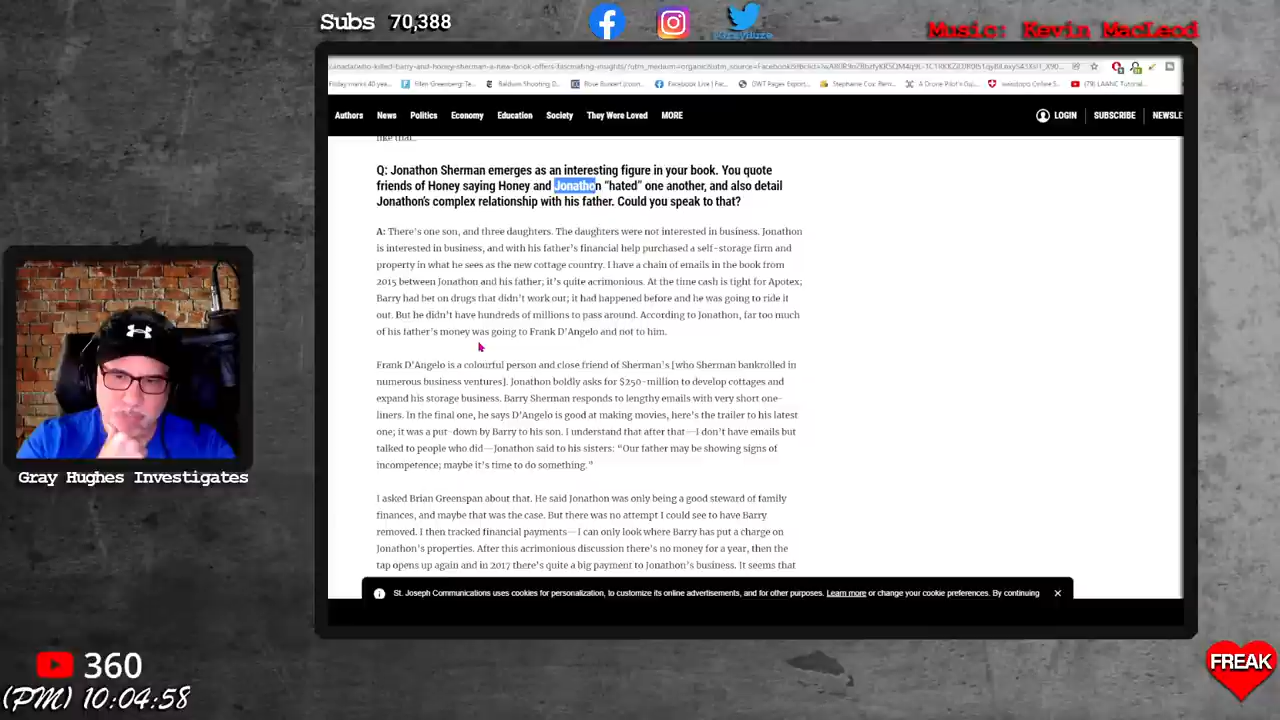 Subs 70,388
Music: Kevin MacLeod
Authors News Politics Economy Education Society They Were Loved MORE LOGIN SUBSCRIBE NEWSLE
like that.
Q: Jonathon Sherman emerges as an interesting figure in your book. You quote
friends of Honey saying Honey and Jonathon “hated” one another, and also detail
Jonathon’s complex relationship with his father. Could you speak to that?
A: There’s one son, and three daughters. The daughters were not interested in business. Jonathon
is interested in business, and with his father’s financial help purchased a self-storage firm and
property in what he sees as the new cottage country. I have a chain of emails in the book from
2015 between Jonathon and his father; it’s quite acrimonious. At the time cash is tight for Apotex;
Barry had bet on drugs that didn’t work out; it had happened before and he was going to ride it
out. But he didn’t have hundreds of millions to pass around. According to Jonathon, far too much
of his father’s money was going to Frank D’Angelo and not to him.
Frank D’Angelo is a colourful person and close friend of Sherman’s [who Sherman bankrolled in
numerous business ventures]. Jonathon boldly asks for $250-million to develop cottages and
expand his storage business. Barry Sherman responds to lengthy emails with very short one-
liners. In the final one, he says D’Angelo is good at making movies, here’s the trailer to his latest
one; it was a put-down by Barry to his son. I understand that after that—I don’t have emails but
talked to people who did—Jonathon said to his sisters: “Our father may be showing signs of
incompetence; maybe it’s time to do something.”
I asked Brian Greenspan about that. He said Jonathon was only being a good steward of family
finances, and maybe that was the case. But there was no attempt I could see to have Barry
removed. I then tracked financial payments—I can only look where Barry has put a charge on
Jonathon’s properties. After this acrimonious discussion there’s no money for a year, then the
tap opens up again and in 2017 there’s quite a big payment to Jonathon’s business. It seems that
St. Joseph Communications uses cookies for personalization, to customize its online advertisements, and for other purposes. Learn more or change your cookie preferences. By continuing
Gray Hughes Investigates
360
(PM) 10:04:58
FREAK